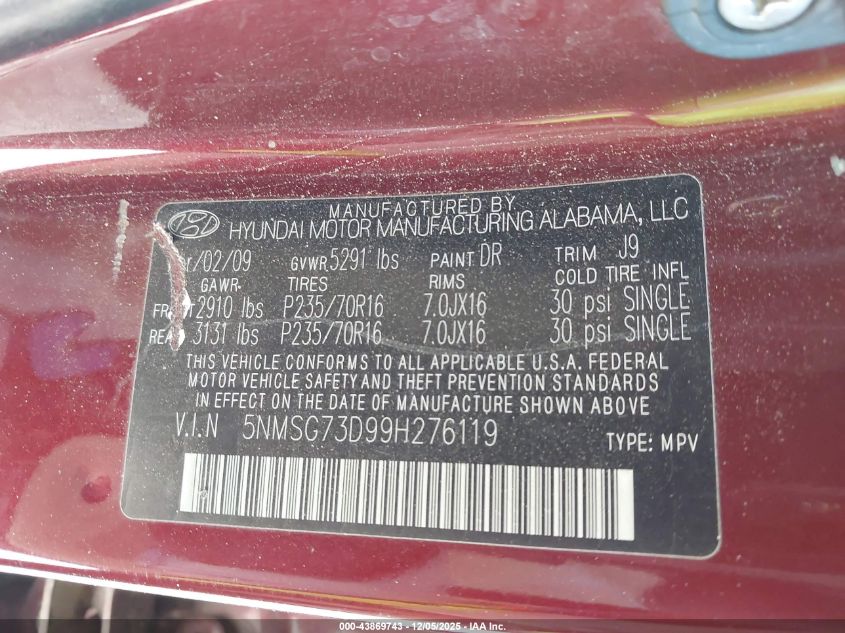 MANUFACTURED BY
HYUNDAI MOTOR MANUFACTURING ALABAMA, LLC
/02/09 GVWR 5291 lbs PAINT DR TRIM J9
GAWR TIRES RIMS COLD TIRE INFL
2910 lbs P235/70R16 7.0JX16 30 psi SINGLE
3131 lbs P235/70R16 7.0JX16 30 psi SINGLE
THIS VEHICLE CONFORMS TO ALL APPLICABLE U.S.A. FEDERAL
MOTOR VEHICLE SAFETY AND THEFT PREVENTION STANDARDS
IN EFFECT ON THE DATE OF MANUFACTURE SHOWN ABOVE.
V.I.N 5NMSG73D99H276119 TYPE: MPV
000-43869743 - 12/05/2025 - IAA